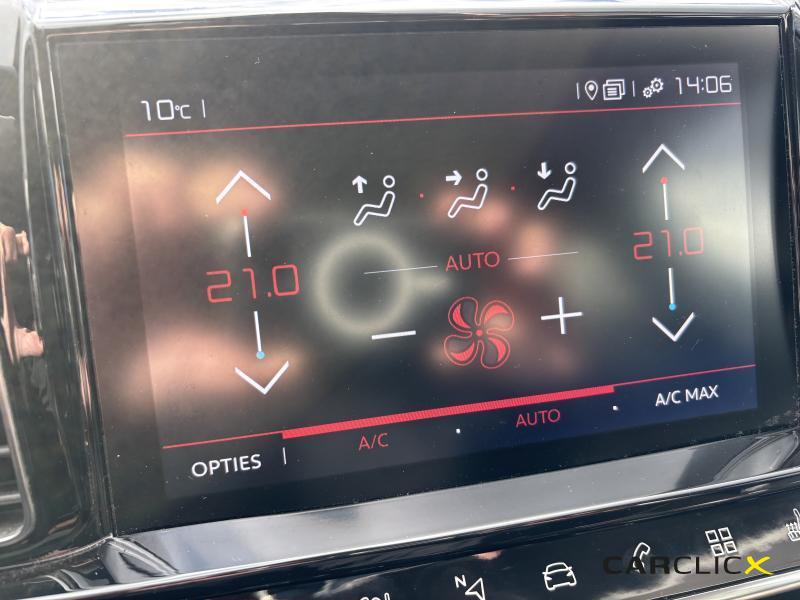 10°C
14:06
21.0
AUTO
21.0
OPTIES
A/C
AUTO
A/C MAX
N
CARCLICX